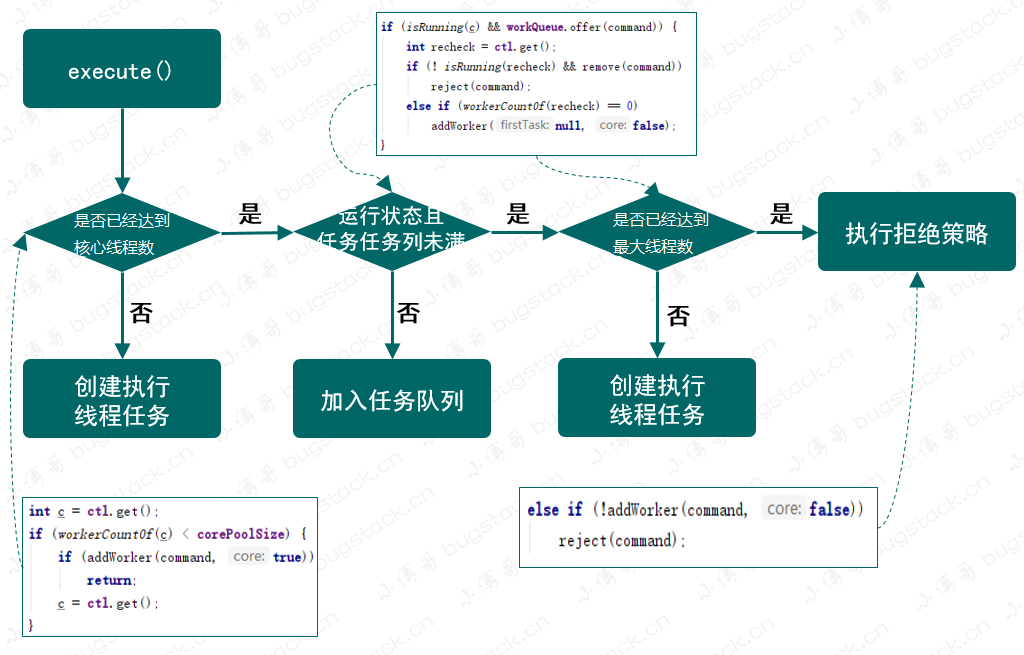 if (isRunning(c) && workQueue.offer(command)) {
int recheck = ctl.get();
if (! isRunning(recheck) && remove(command))
reject(command);
else if (workerCountOf(recheck) == 0)
addWorker( firstTask: null, core: false);
}
execute()
是否已经达到
核心线程数
是
运行状态且
任务任务列未满
是
是否已经达到
最大线程数
是
执行拒绝策略
否
否
否
创建执行
线程任务
加入任务队列
创建执行
线程任务
int c = ctl.get();
if (workerCountOf(c) < corePoolSize) {
if (addWorker(command, core: true))
return;
c = ctl.get();
}
else if (!addWorker(command, core: false))
reject(command);
小傅哥 bugstack.cn